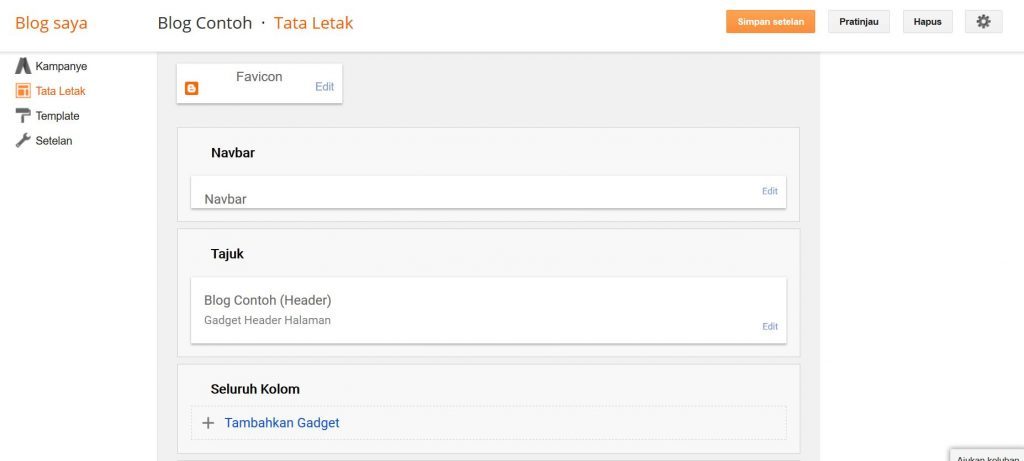 Blog saya
Blog Contoh · Tata Letak
Simpan setelan
Pratinjau
Hapus
Kampanye
Tata Letak
Template
Setelan
Favicon
Edit
Navbar
Navbar
Edit
Tajuk
Blog Contoh (Header)
Gadget Header Halaman
Edit
Seluruh Kolom
+ Tambahkan Gadget
Ajukan keluhan